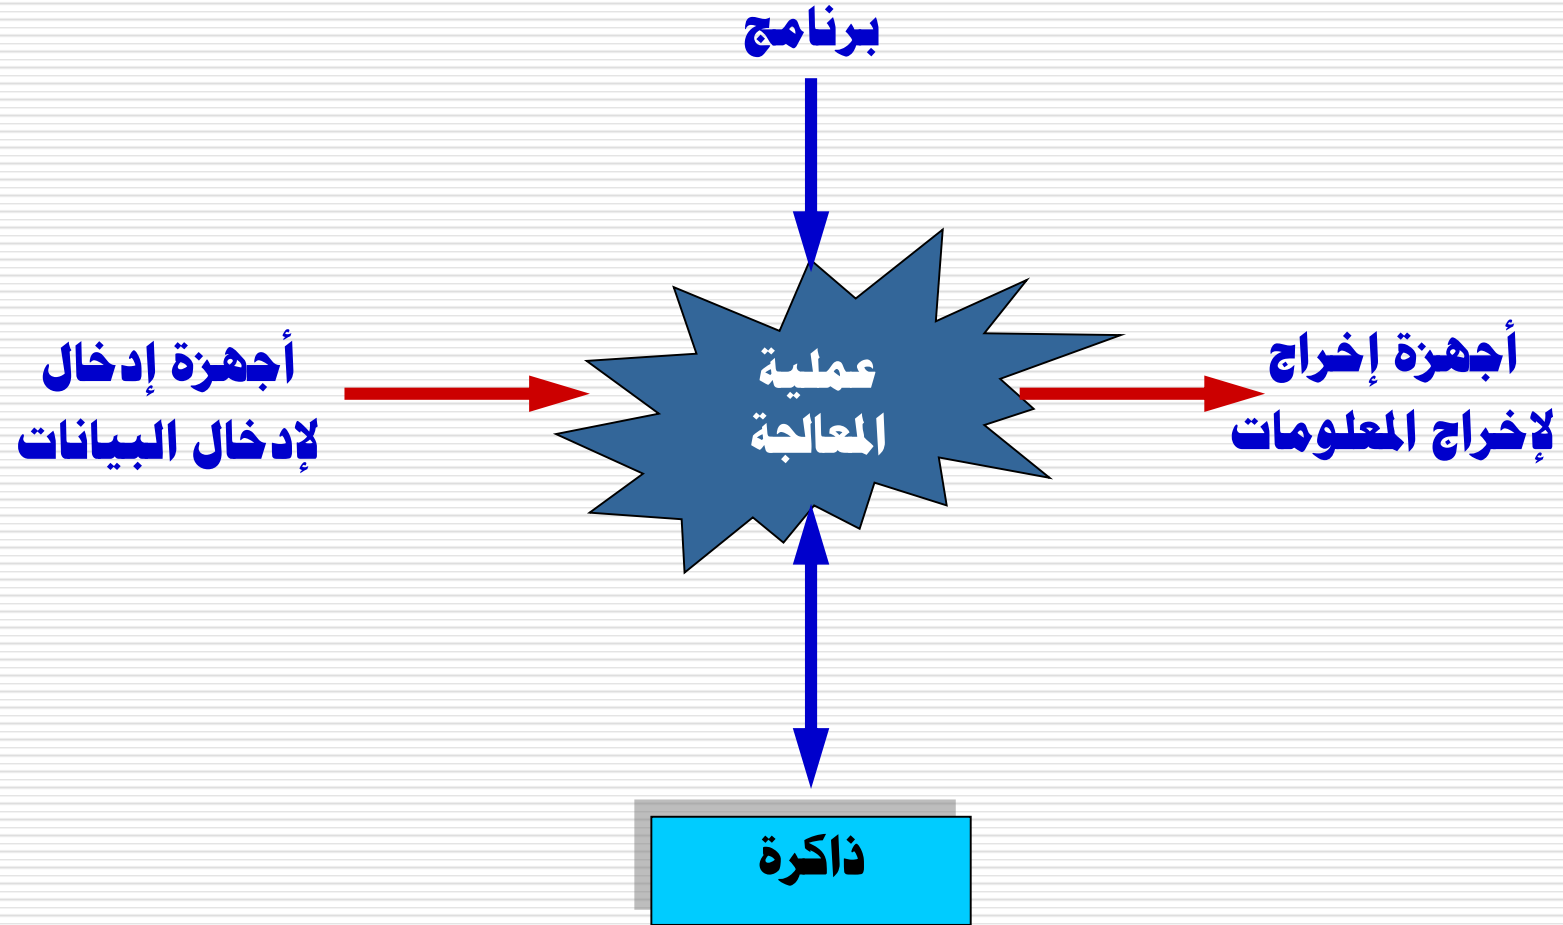 برنامج
أجهزة إخراج
لإخراج المعلومات
عملية
المعالجة
أجهزة إدخال
لإدخال البيانات
ذاكرة